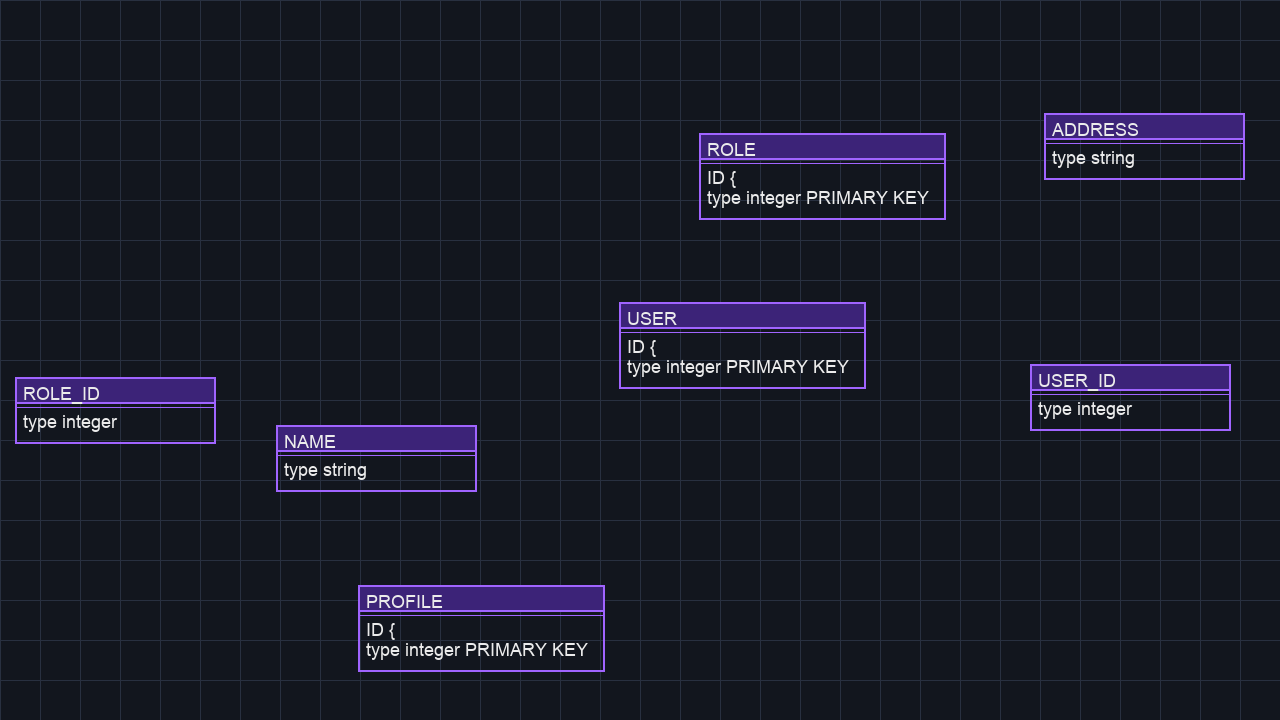 ADDRESS
type string
ROLE
ID {
type integer PRIMARY KEY
USER
ID {
type integer PRIMARY KEY
USER_ID
type integer
ROLE_ID
type integer
NAME
type string
PROFILE
ID {
type integer PRIMARY KEY